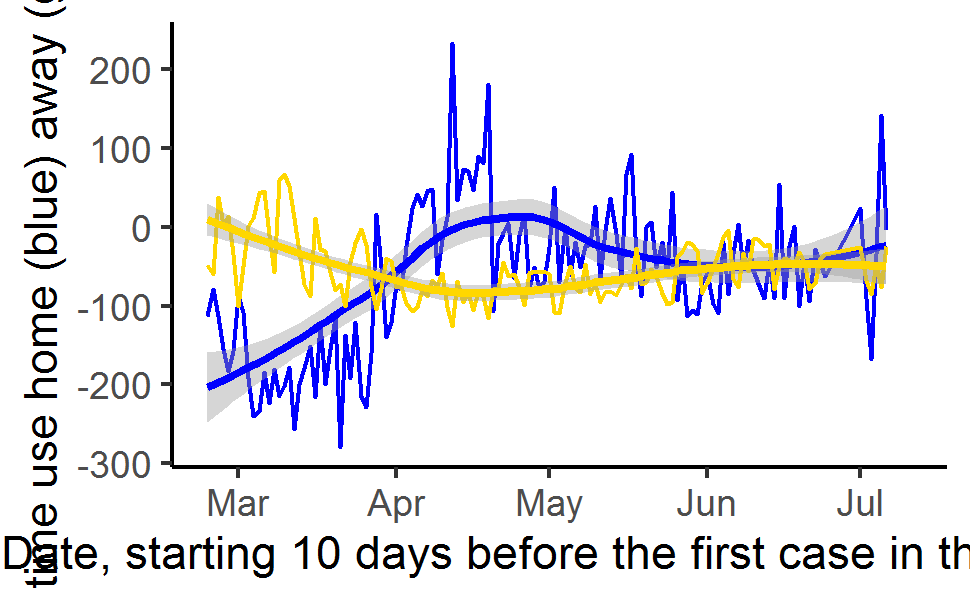 time use home (blue) away (
200
100
0
-100
-200
-300
Mar Apr May Jun Jul
Date, starting 10 days before the first case in th